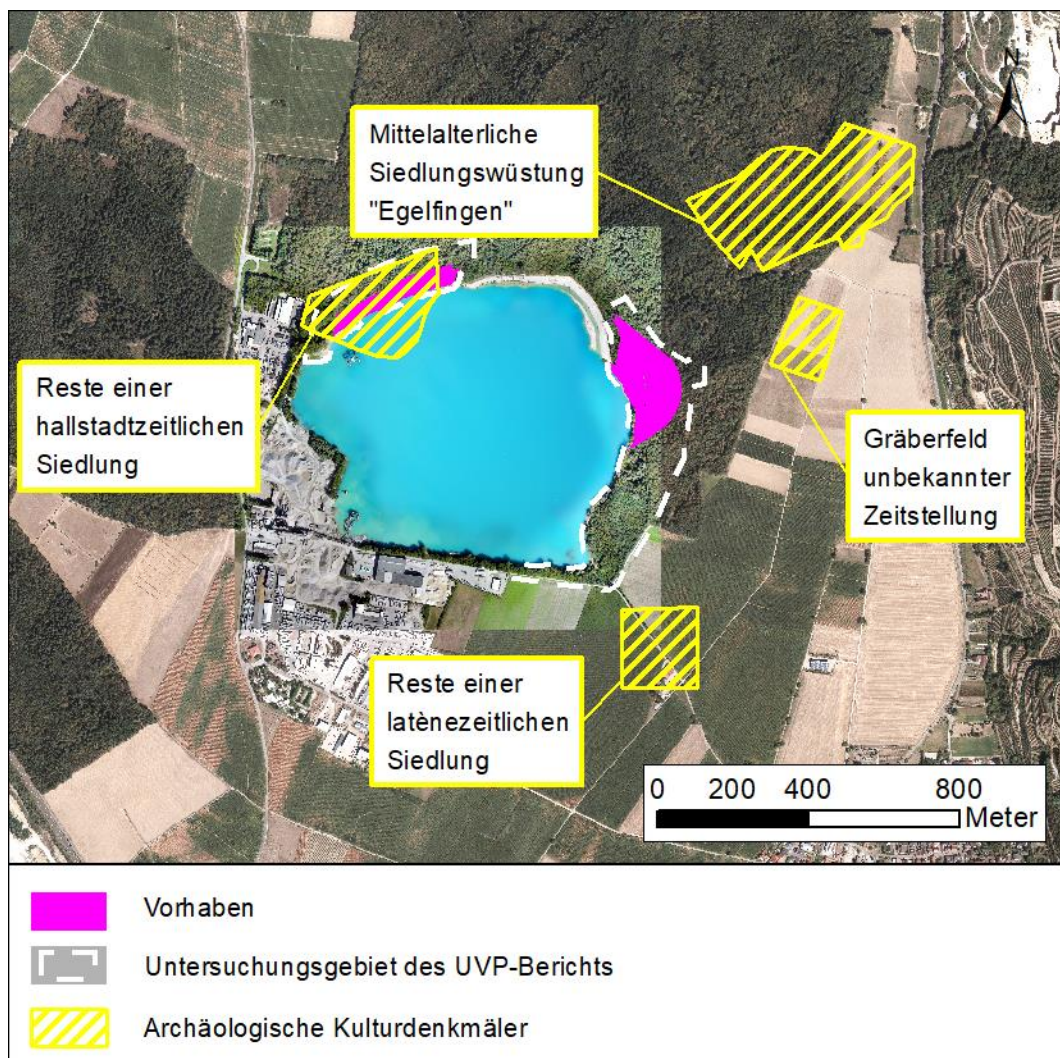 N
Mittelalterliche
Siedlungswüstung
"Egelfingen"
Reste einer
hallstadtzeitlichen
Siedlung
Gräberfeld
unbekannter
Zeitstellung
Reste einer
latènezeitlichen
Siedlung
0 200 400 800
Meter
Vorhaben
Untersuchungsgebiet des UVP-Berichts
Archäologische Kulturdenkmäler